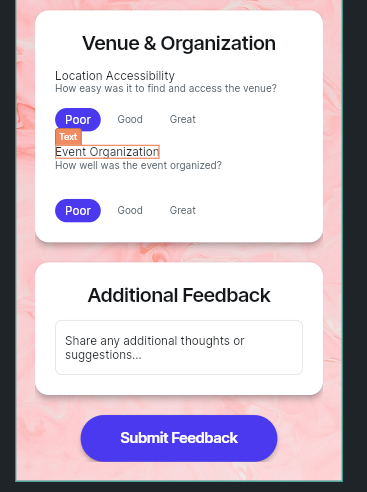 Venue & Organization
Location Accessibility
How easy was it to find and access the venue?
Poor Good Great
Text
Event Organization
How well was the event organized?
Poor Good Great
Additional Feedback
Share any additional thoughts or
suggestions...
Submit Feedback